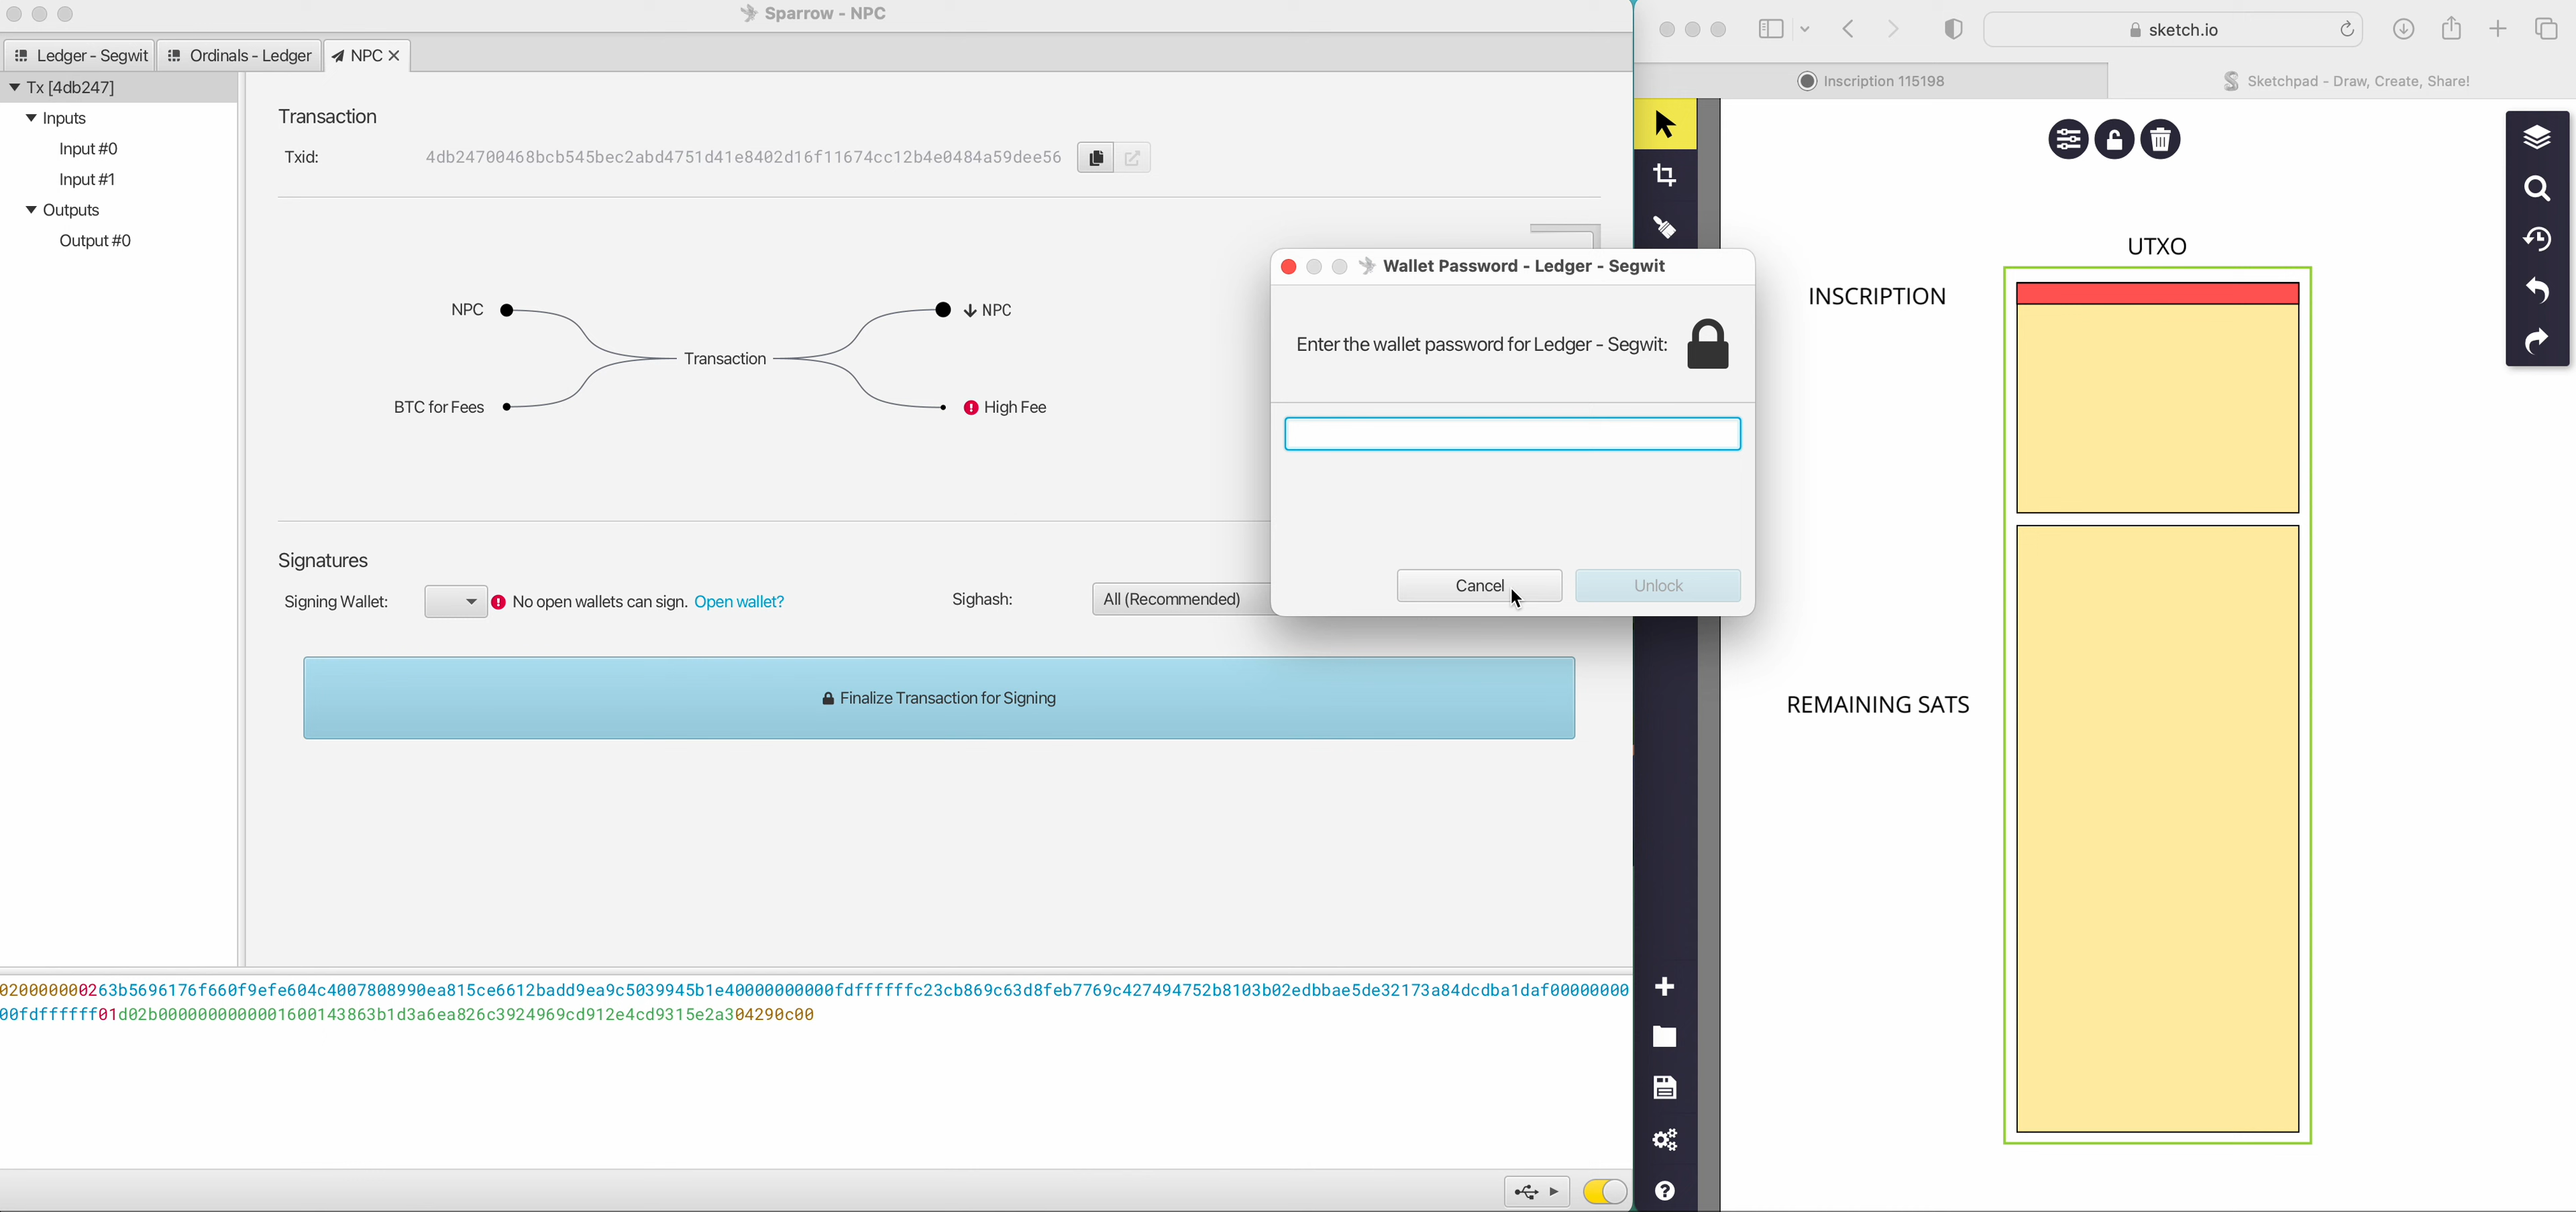 Sparrow - NPC
Ledger - Segwit
Ordinals - Ledger
NPC
Tx [4db247]
Inputs
Input #0
Input #1
Outputs
Output #0
Transaction
Txid:
4db24700468bcb545bec2abd4751d41e8402d16f11674cc12b4e0484a59dee56
NPC
BTC for Fees
Transaction
NPC
High Fee
Signatures
Signing Wallet:
No open wallets can sign. Open wallet?
Sighash:
All (Recommended)
Finalize Transaction for Signing
020000000263b5696176f660f9efe604c4007808990ea815ce6612badd9ea9c5039945b1e40000000000fdffffffc23cb869c63d8feb7769c427494752b8103b02edbbae5de32173a84dcdba1daf00000000
00fdffffff01d02b0000000000001600143863b1d3a6ea826c3924969cd912e4cd9315e2a304290c00
Wallet Password - Ledger - Segwit
Enter the wallet password for Ledger - Segwit:
Cancel
Unlock
sketch.io
Inscription 115198
Sketchpad - Draw, Create, Share!
UTXO
INSCRIPTION
REMAINING SATS